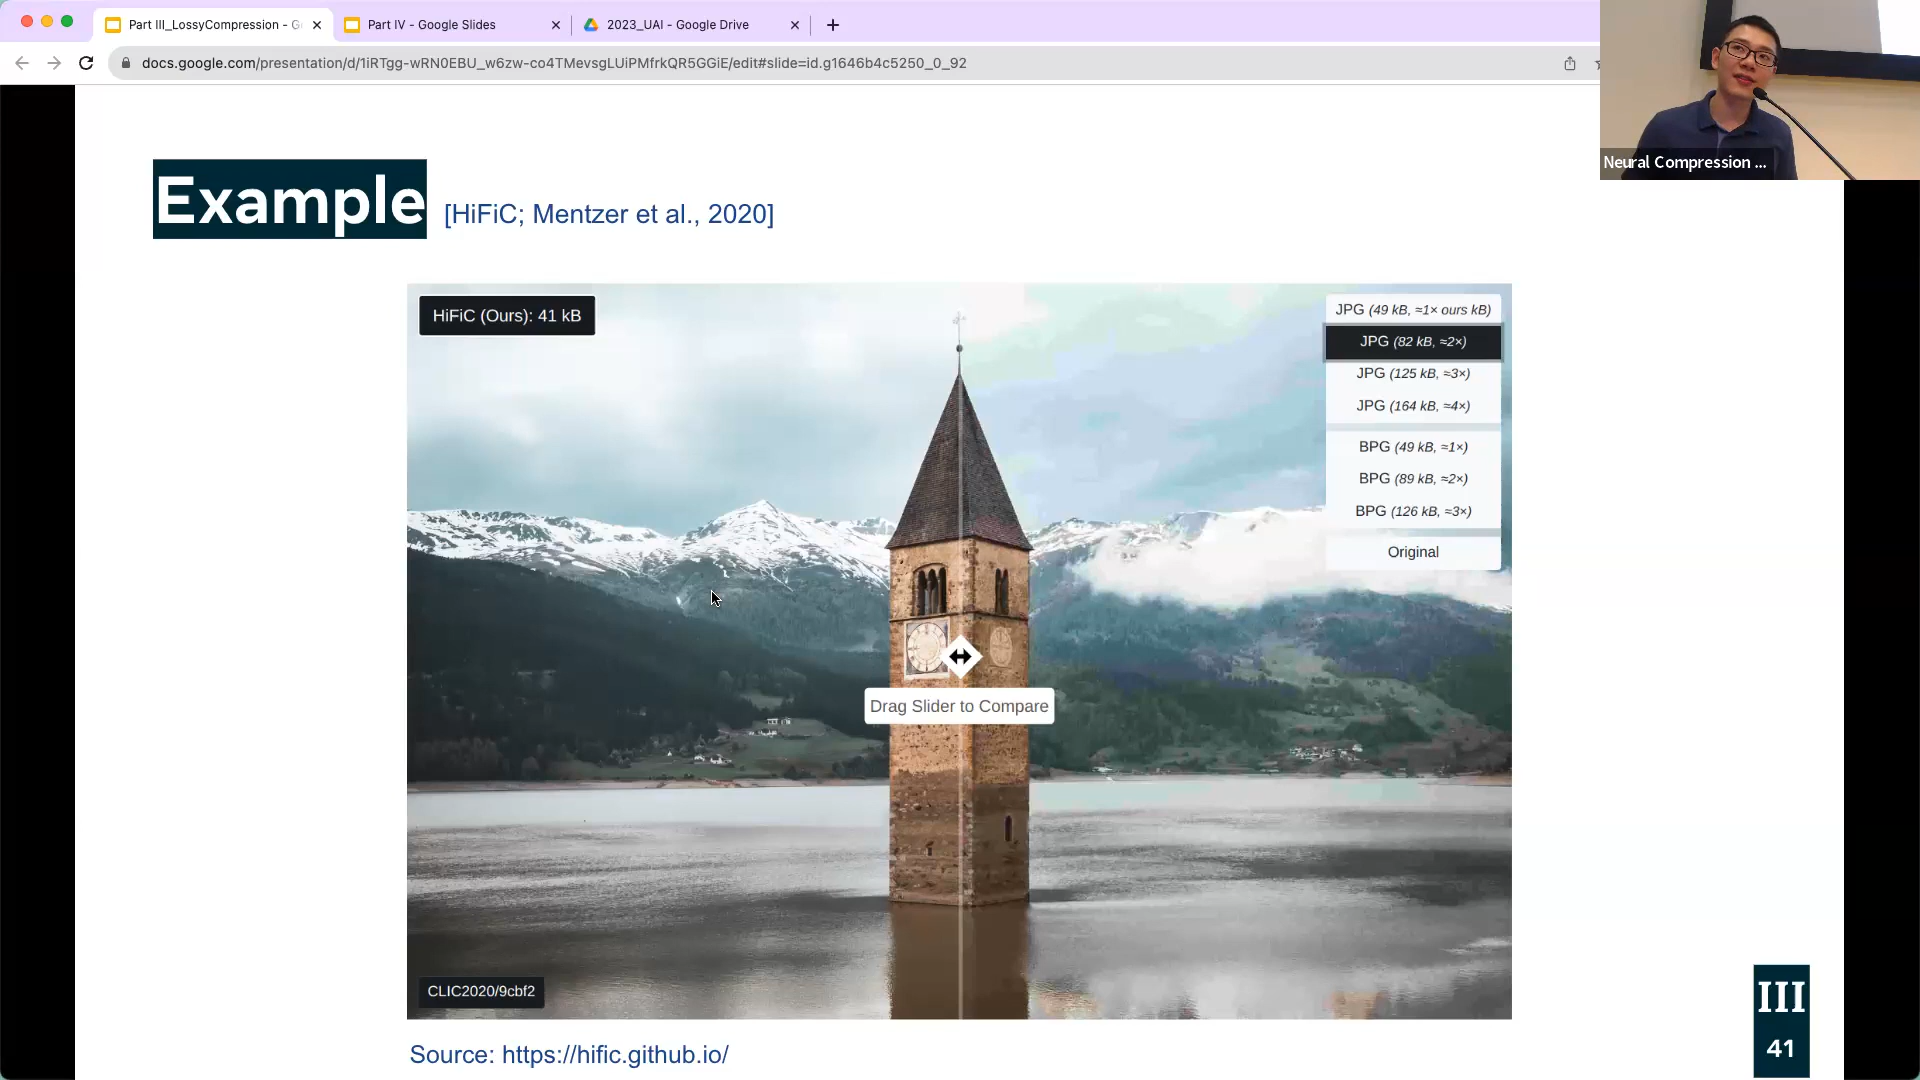 Part III_LossyCompression - G
Part IV - Google Slides
2023_UAI - Google Drive
docs.google.com/presentation/d/1iRTgg-wRN0EBU_w6zw-co4TMevsgLUiPMfrkQR5GGiE/edit#slide=id.g1646b4c5250_0_92
Neural Compression ...
Example [HiFiC; Mentzer et al., 2020]
HiFiC (Ours): 41 kB
JPG (49 kB, ≈1× ours kB)
JPG (82 kB, ≈2×)
JPG (125 kB, ≈3×)
JPG (164 kB, ≈4×)
BPG (49 kB, ≈1×)
BPG (89 kB, ≈2×)
BPG (126 kB, ≈3×)
Original
Drag Slider to Compare
CLIC2020/9cbf2
Source: https://hific.github.io/
III
41